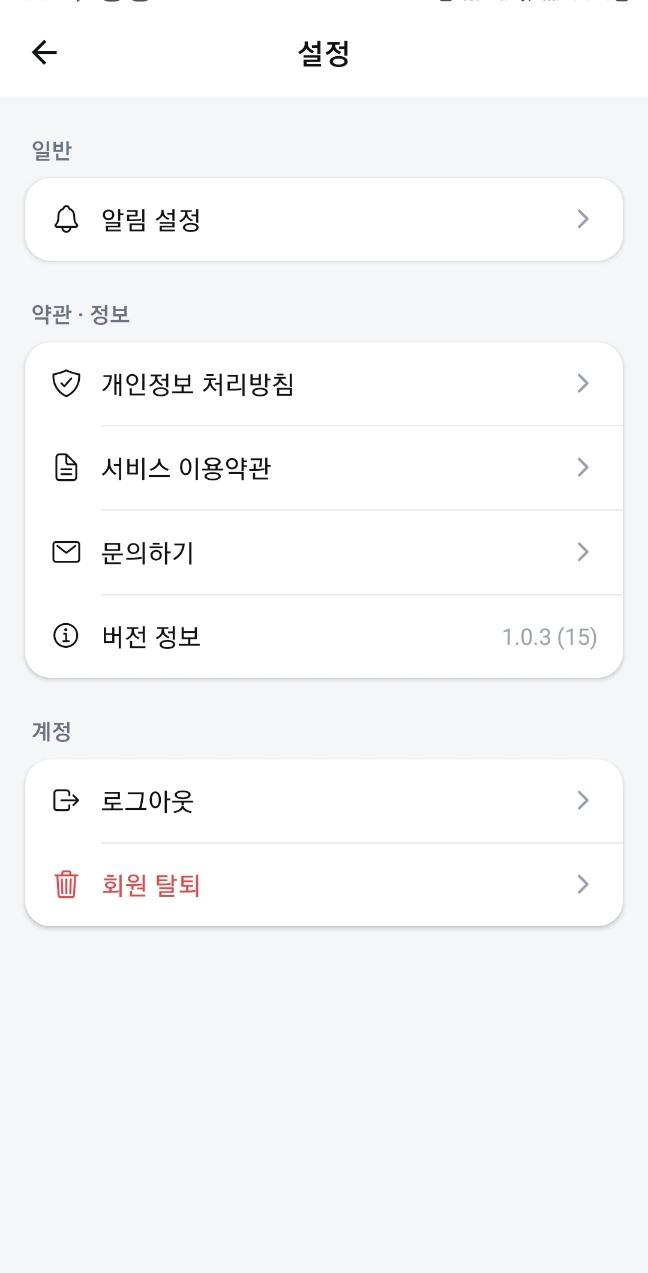 설정
일반
알림 설정
약관 · 정보
개인정보 처리방침
서비스 이용약관
문의하기
버전 정보 1.0.3 (15)
계정
로그아웃
회원 탈퇴